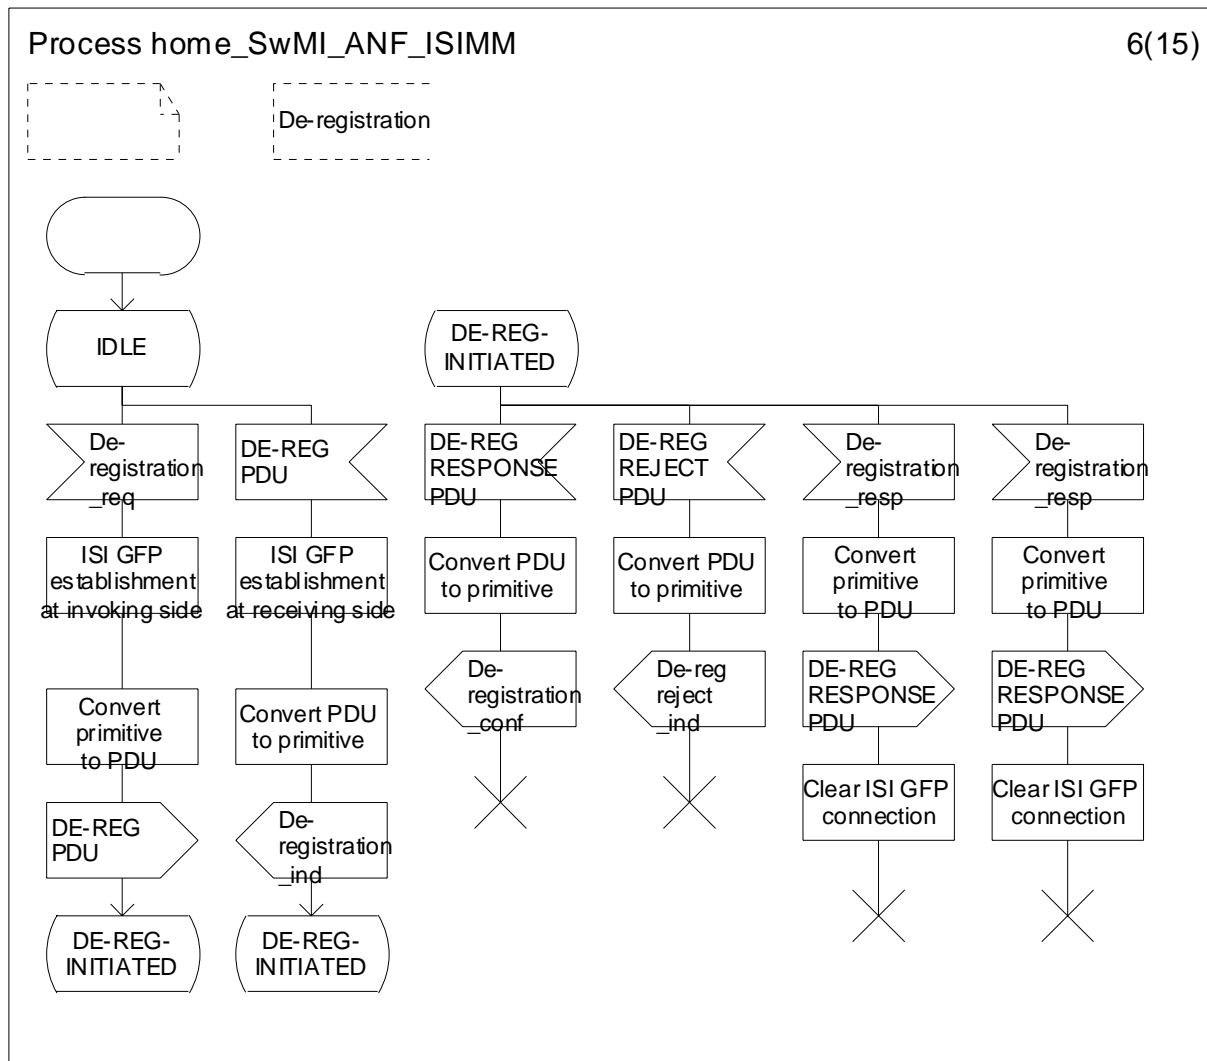 Process home_SwMI_ANF_ISIMM
6(15)
De-registration
IDLE
De-
registration
_req
ISI GFP
establishment
at invoking side
Convert
primitive
to PDU
DE-REG
PDU
DE-REG-
INITIATED
DE-REG
PDU
ISI GFP
establishment
at receiving side
Convert PDU
to primitive
De-
registration
_ind
DE-REG-
INITIATED
DE-REG-
INITIATED
DE-REG
RESPONSE
PDU
Convert PDU
to primitive
De-
registration
_conf
DE-REG
REJECT
PDU
Convert PDU
to primitive
De-reg
reject
_ind
De-
registration
_resp
Convert
primitive
to PDU
DE-REG
RESPONSE
PDU
Clear ISI GFP
connection
De-
registration
_resp
Convert
primitive
to PDU
DE-REG
RESPONSE
PDU
Clear ISI GFP
connection